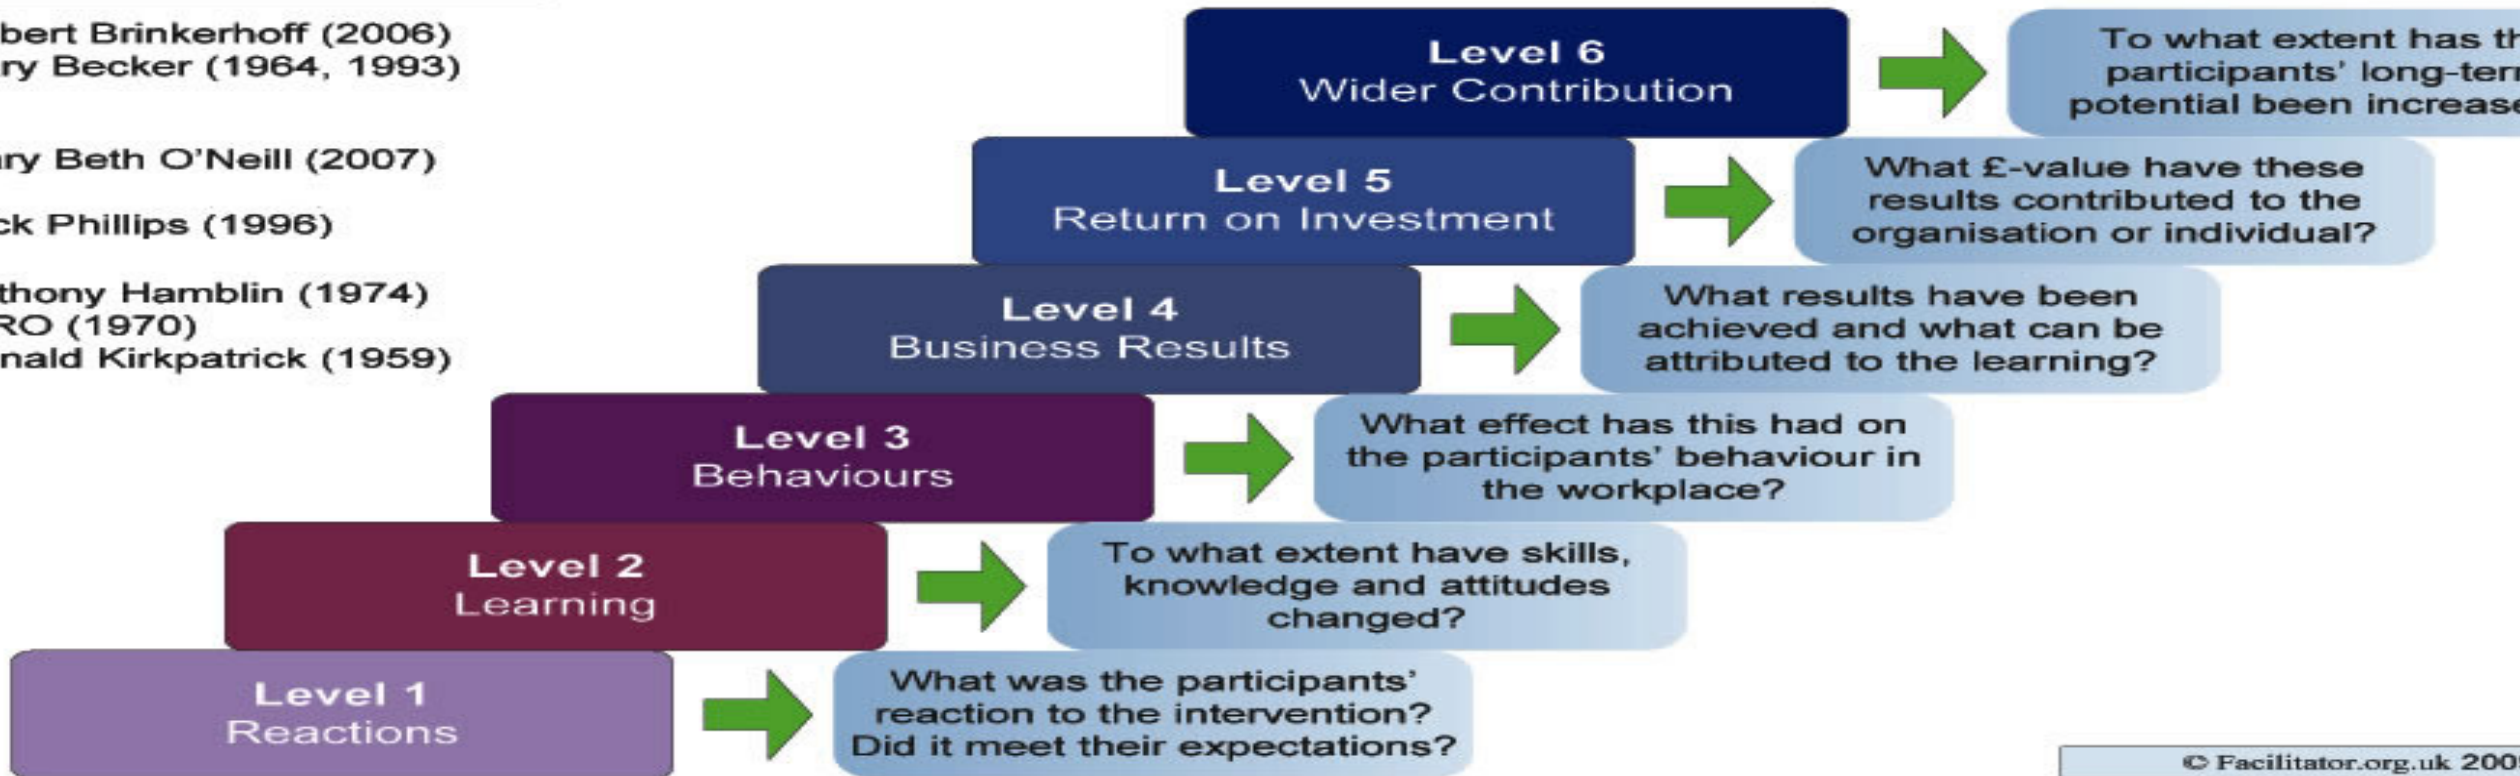 bert Brinkerhoff (2006)
ry Becker (1964, 1993)
ry Beth O'Neill (2007)
ck Phillips (1996)
thony Hamblin (1974)
RO (1970)
nald Kirkpatrick (1959)
Level 6
Wider Contribution
To what extent has th
participants' long-ter
potential been increase
Level 5
Return on Investment
What £-value have these
results contributed to the
organisation or individual?
Level 4
Business Results
What results have been
achieved and what can be
attributed to the learning?
Level 3
Behaviours
What effect has this had on
the participants' behaviour in
the workplace?
Level 2
Learning
To what extent have skills,
knowledge and attitudes
changed?
Level 1
Reactions
What was the participants'
reaction to the intervention?
Did it meet their expectations?
© Facilitator.org.uk 200